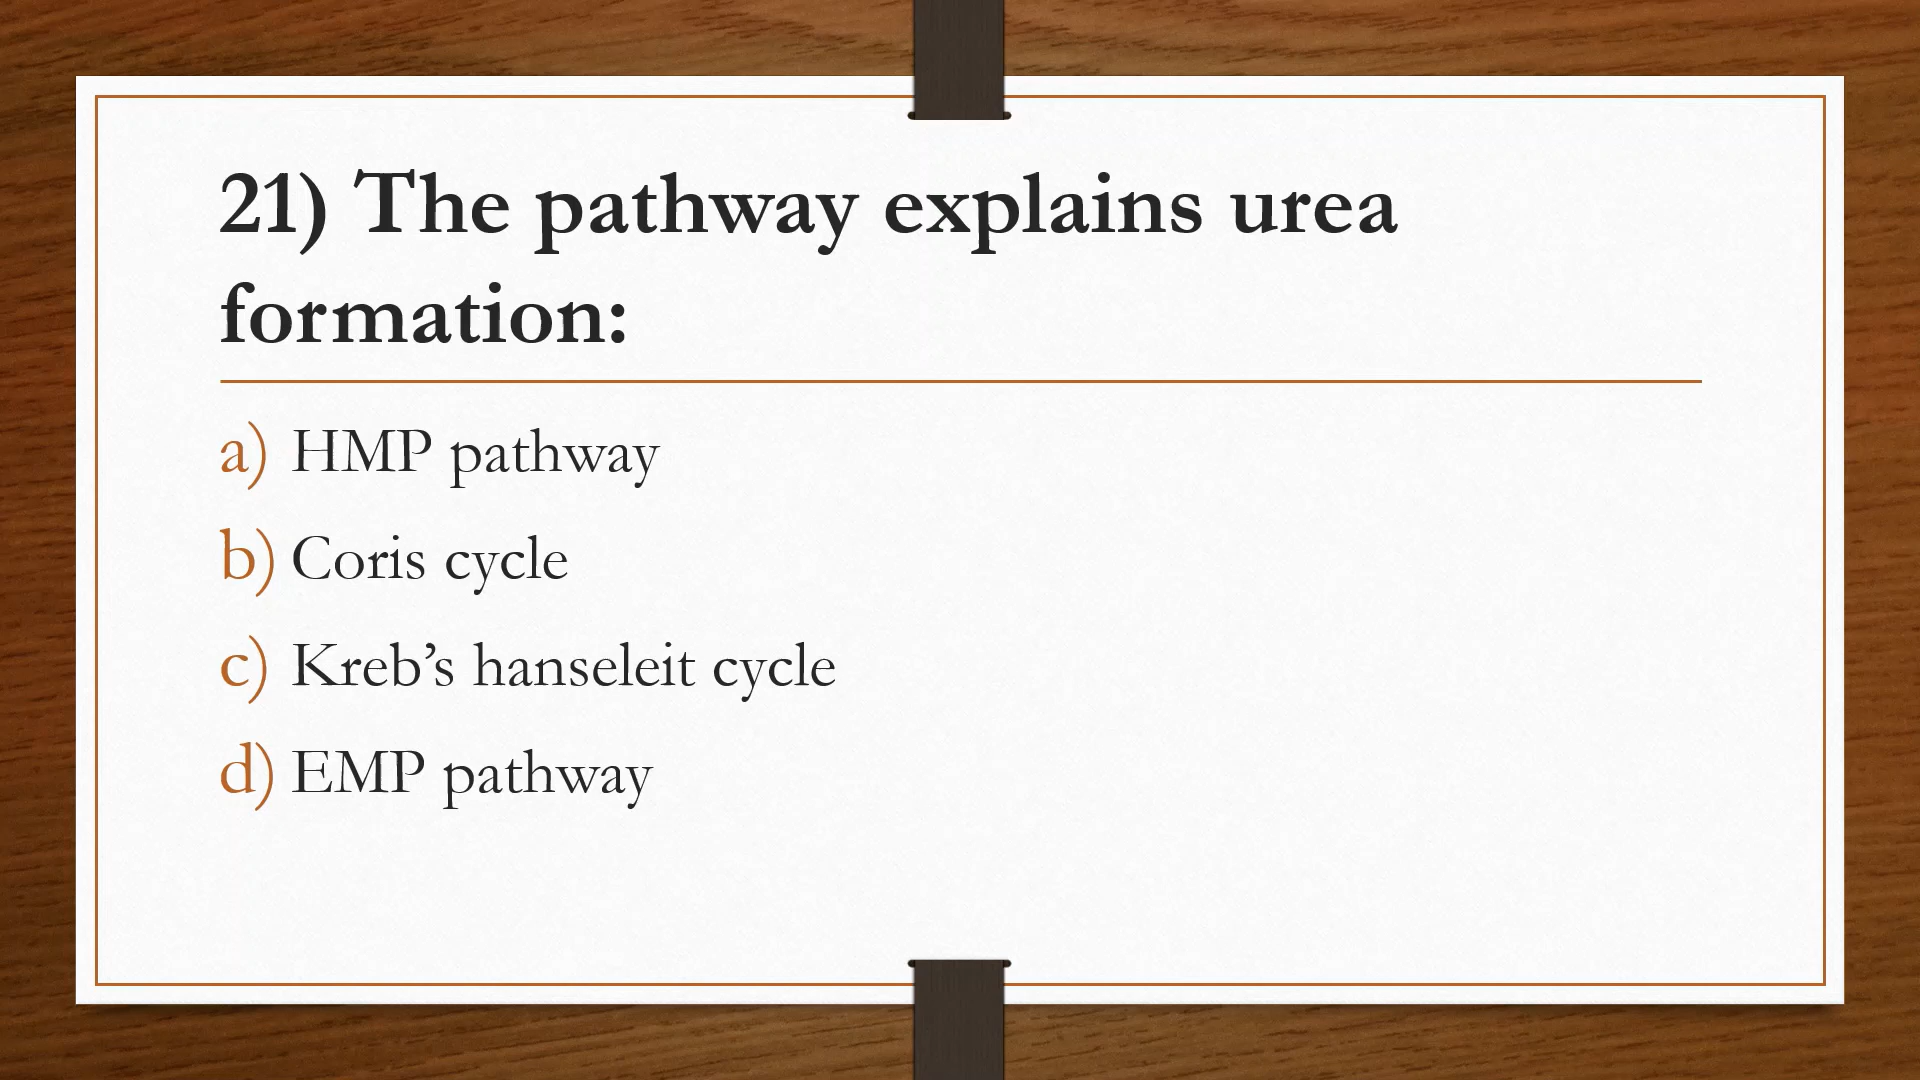 21) The pathway explains urea
formation:
a) HMP pathway
b) Coris cycle
c) Kreb’s hanseleit cycle
d) EMP pathway